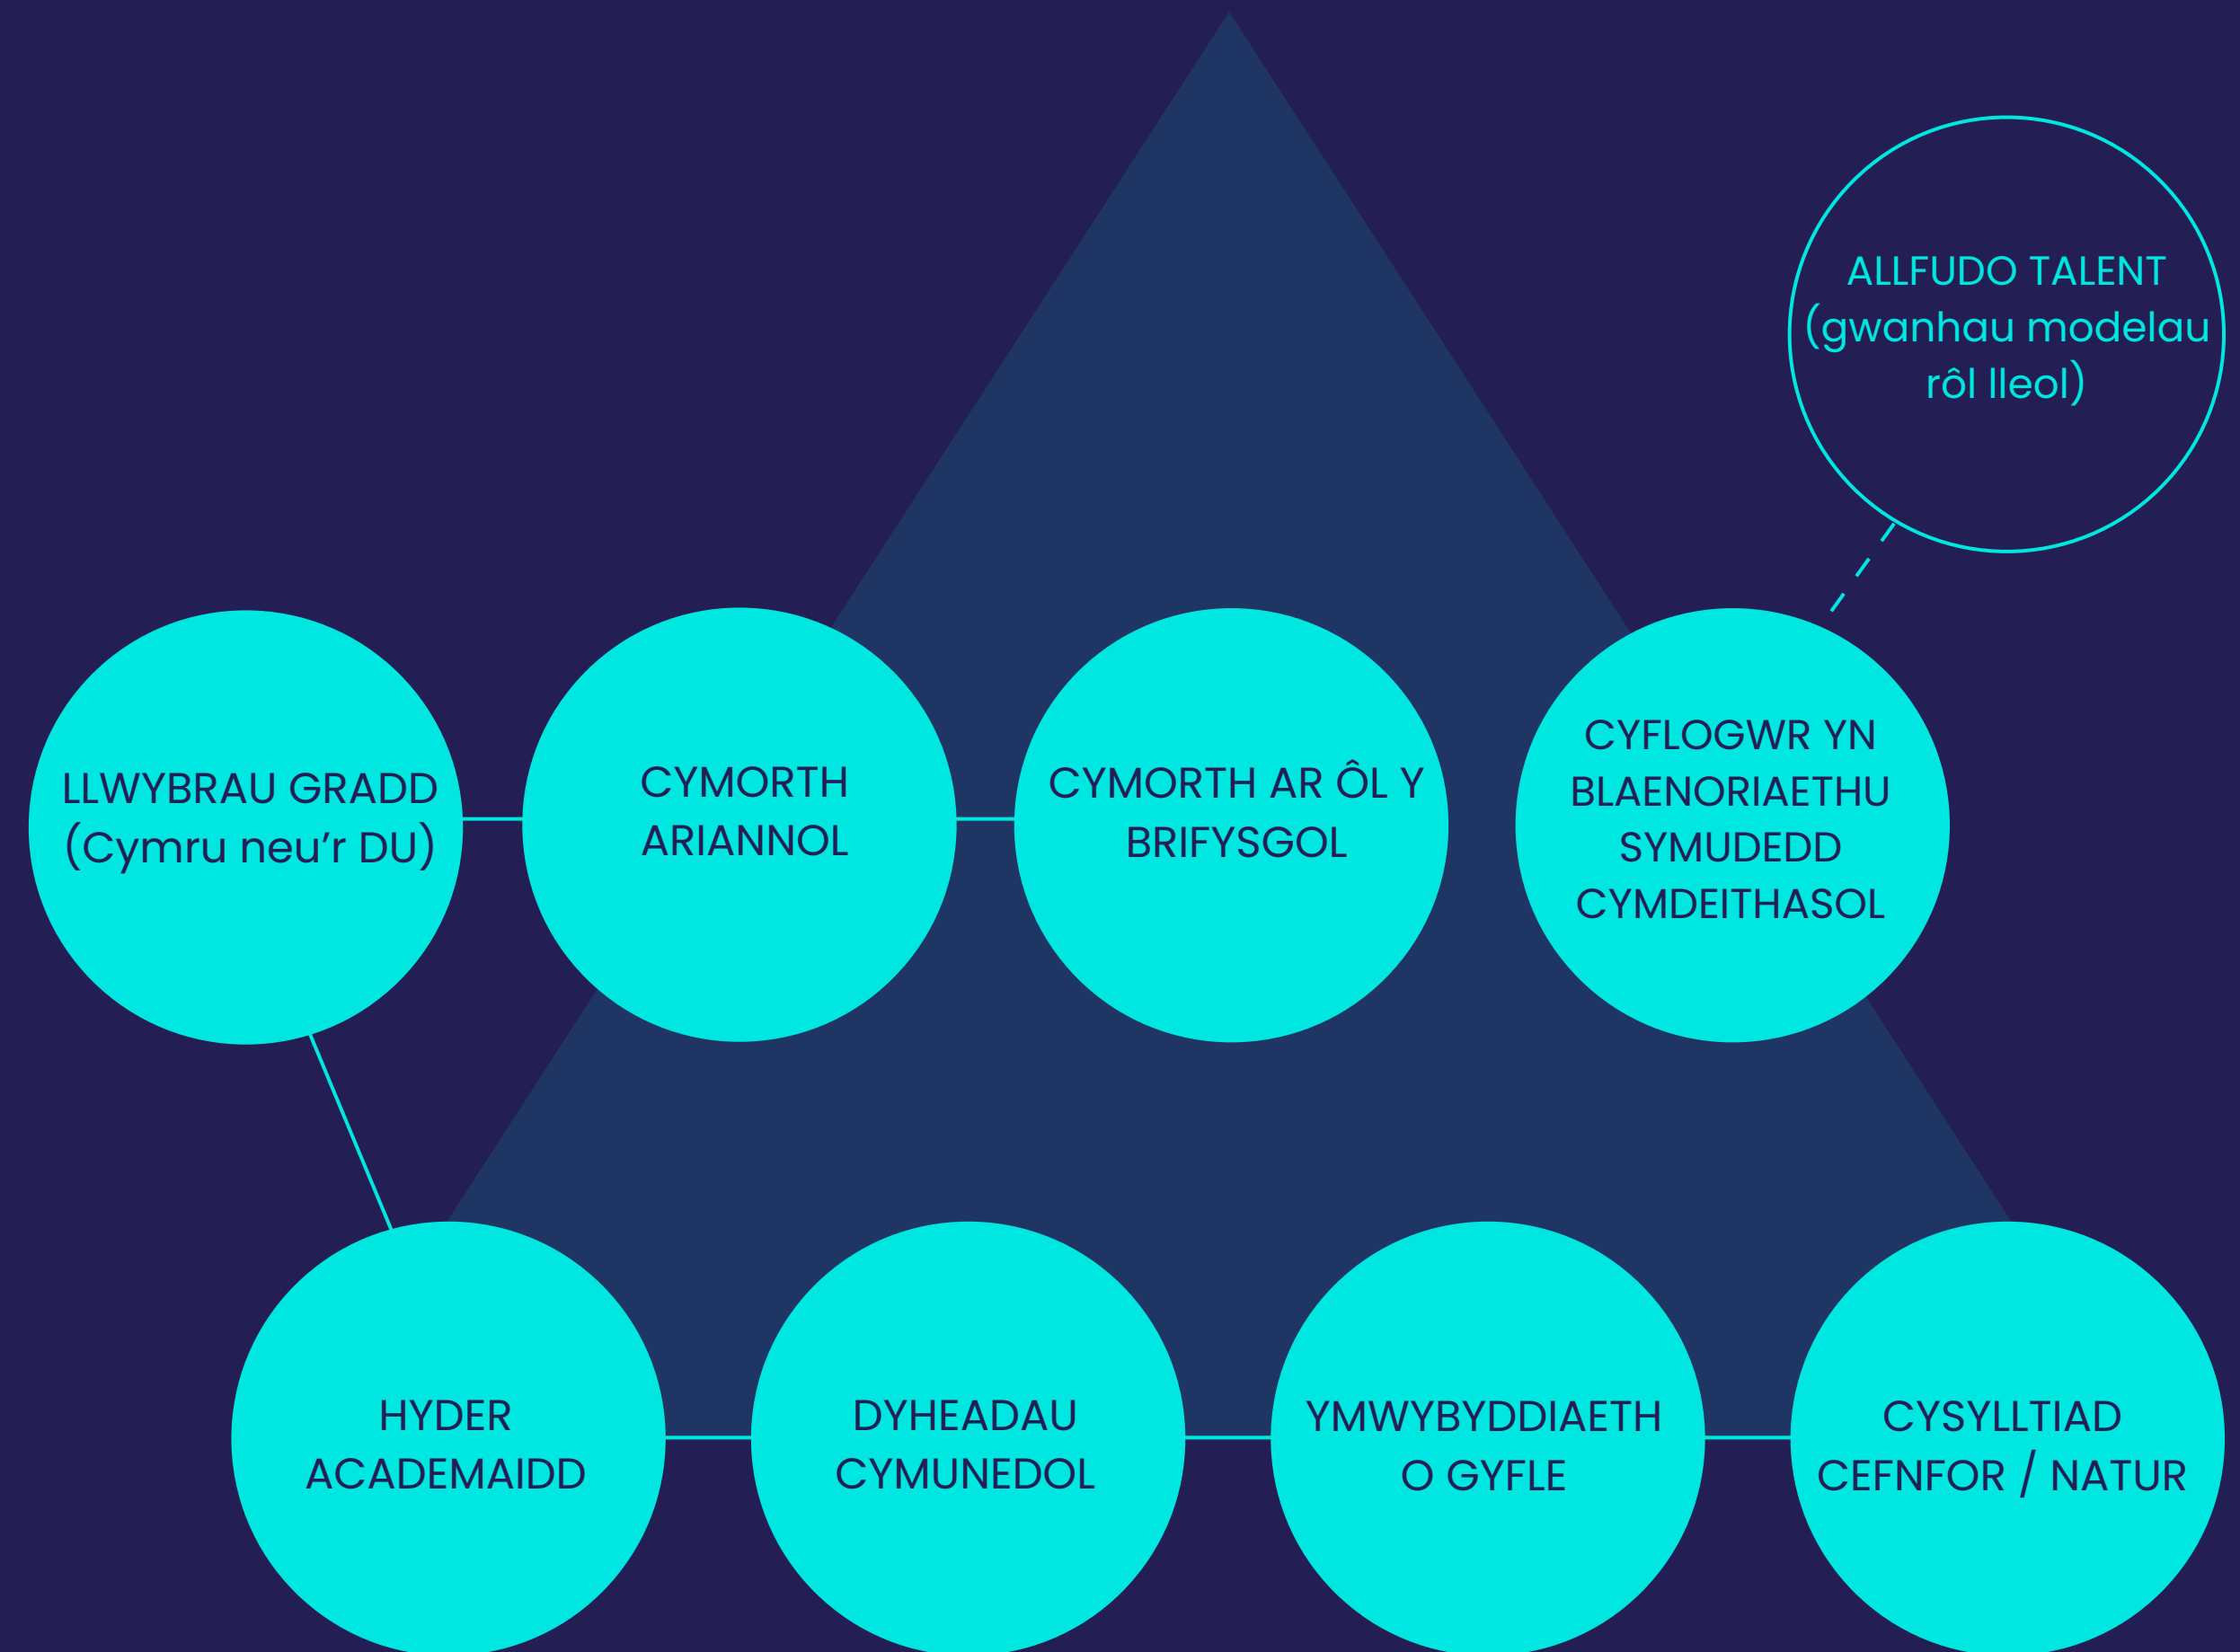 ALLFUDO TALENT
(gwanhau modelau
rôl lleol)
LLWYBRAU GRADD
(Cymru neu’r DU)
CYMORTH
ARIANNOL
CYMORTH AR ÔL Y
BRIFYSGOL
CYFLOGWR YN
BLAENORIAETHU
SYMUDEDD
CYMDEITHASOL
HYDER
ACADEMAIDD
DYHEADAU
CYMUNEDOL
YMWYBYDDIAETH
O GYFLE
CYSYLLTIAD
CEFNFOR / NATUR